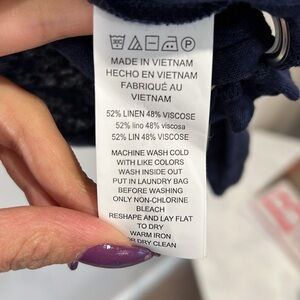 MADE IN VIETNAM
HECHO EN VIETNAM
FABRIQUÉ AU
VIETNAM
52% LINEN 48% VISCOSE
52% lino 48% viscosa
52% LIN 48% VISCOSE
MACHINE WASH COLD
WITH LIKE COLORS
WASH INSIDE OUT
PUT IN LAUNDRY BAG
BEFORE WASHING
ONLY NON-CHLORINE
BLEACH
RESHAPE AND LAY FLAT
TO DRY
WARM IRON
OR DRY CLEAN